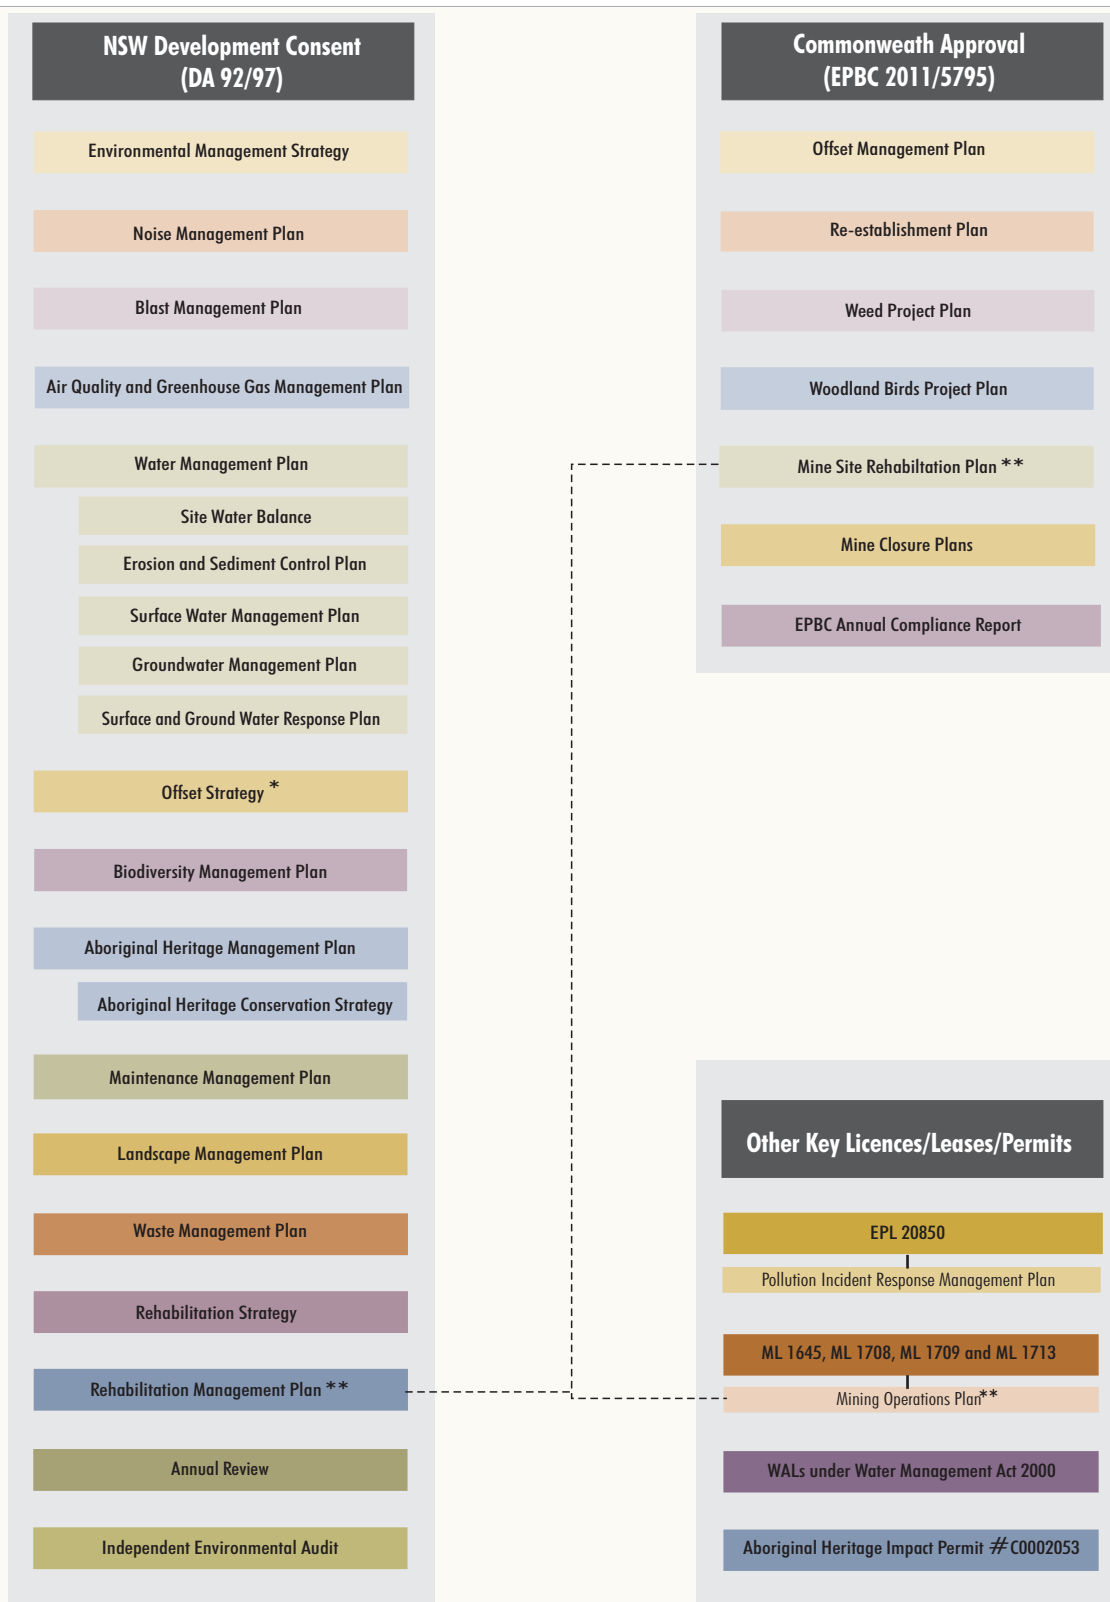 NSW Development Consent
(DA 92/97)
Environmental Management Strategy
Noise Management Plan
Blast Management Plan
Air Quality and Greenhouse Gas Management Plan
Water Management Plan
Site Water Balance
Erosion and Sediment Control Plan
Surface Water Management Plan
Groundwater Management Plan
Surface and Ground Water Response Plan
Offset Strategy *
Biodiversity Management Plan
Aboriginal Heritage Management Plan
Aboriginal Heritage Conservation Strategy
Maintenance Management Plan
Landscape Management Plan
Waste Management Plan
Rehabilitation Strategy
Rehabilitation Management Plan **
Annual Review
Independent Environmental Audit
Commonweath Approval
(EPBC 2011/5795)
Offset Management Plan
Re-establishment Plan
Weed Project Plan
Woodland Birds Project Plan
Mine Site Rehabiltation Plan **
Mine Closure Plans
EPBC Annual Compliance Report
Other Key Licences/Leases/Permits
EPL 20850
Pollution Incident Response Management Plan
ML 1645, ML 1708, ML 1709 and ML 1713
Mining Operations Plan**
WALs under Water Management Act 2000
Aboriginal Heritage Impact Permit #C0002053